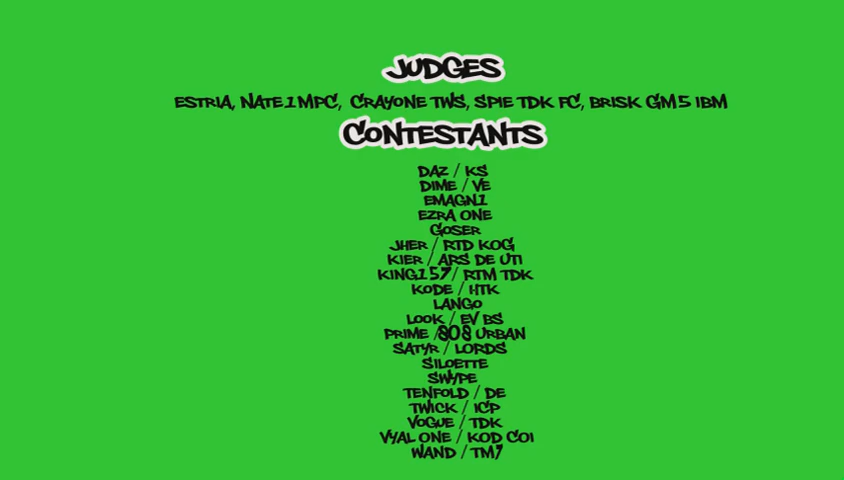 JUDGES
ESTRIA, NATE1 MPC, CRAYONE TWS, SPIE TDK FC, BRISK GM5 IBM
CONTESTANTS
DAZ / KS
DIME / VE
EMAGN1
EZRA ONE
GOSER
JHER / RTD KOG
KIER / ARS DE UTI
KING157/ RTM TDK
KODE / HTK
LANGO
LOOK / EV BS
PRIME /808 URBAN
SATYR / LORDS
SILOETTE
SWYPE
TENFOLD / DE
TWICK / ICP
VOGUE / TDK
VYAL ONE / KOD COI
WAND / TM7